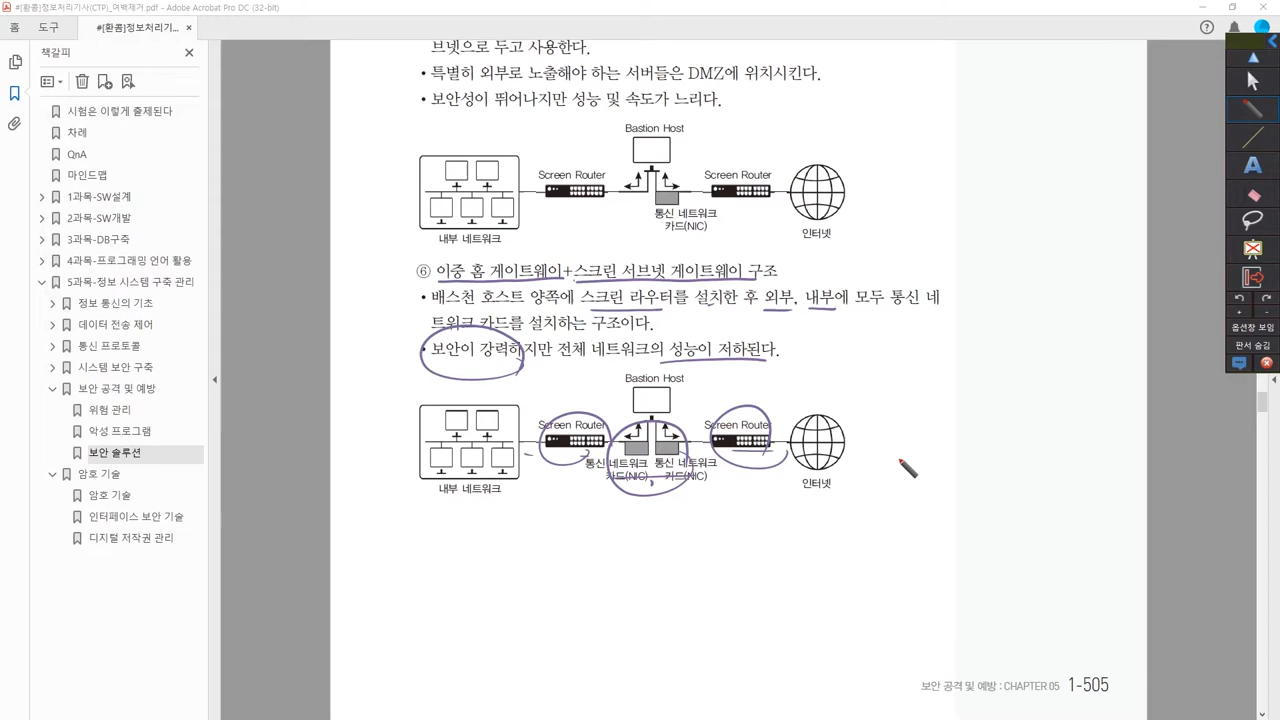 #[환콤]정보처리기사(CTP)_여백제거.pdf - Adobe Acrobat Pro DC (32-bit)
홈 도구 #[환콤]정보처리기...
책갈피
시험은 이렇게 출제된다
차례
QnA
마인드맵
1과목-SW설계
2과목-SW개발
3과목-DB구축
4과목-프로그래밍 언어 활용
5과목-정보 시스템 구축 관리
정보 통신의 기초
데이터 전송 제어
통신 프로토콜
시스템 보안 구축
보안 공격 및 예방
위험 관리
악성 프로그램
보안 솔루션
암호 기술
암호 기술
인터페이스 보안 기술
디지털 저작권 관리
브넷으로 두고 사용한다.
• 특별히 외부로 노출해야 하는 서버들은 DMZ에 위치시킨다.
• 보안성이 뛰어나지만 성능 및 속도가 느리다.
Bastion Host
Screen Router Screen Router
통신 네트워크
카드(NIC)
내부 네트워크 인터넷
⑥ 이중 홈 게이트웨이+스크린 서브넷 게이트웨이 구조
• 배스천 호스트 양쪽에 스크린 라우터를 설치한 후 외부, 내부에 모두 통신 네
트워크 카드를 설치하는 구조이다.
• 보안이 강력하지만 전체 네트워크의 성능이 저하된다.
Bastion Host
Screen Router Screen Router
통신 네트워크 통신 네트워크
카드(NIC) 카드(NIC)
내부 네트워크 인터넷
보안 공격 및 예방 : CHAPTER 05 1-505
A
옵션창 보임
판서 숨김